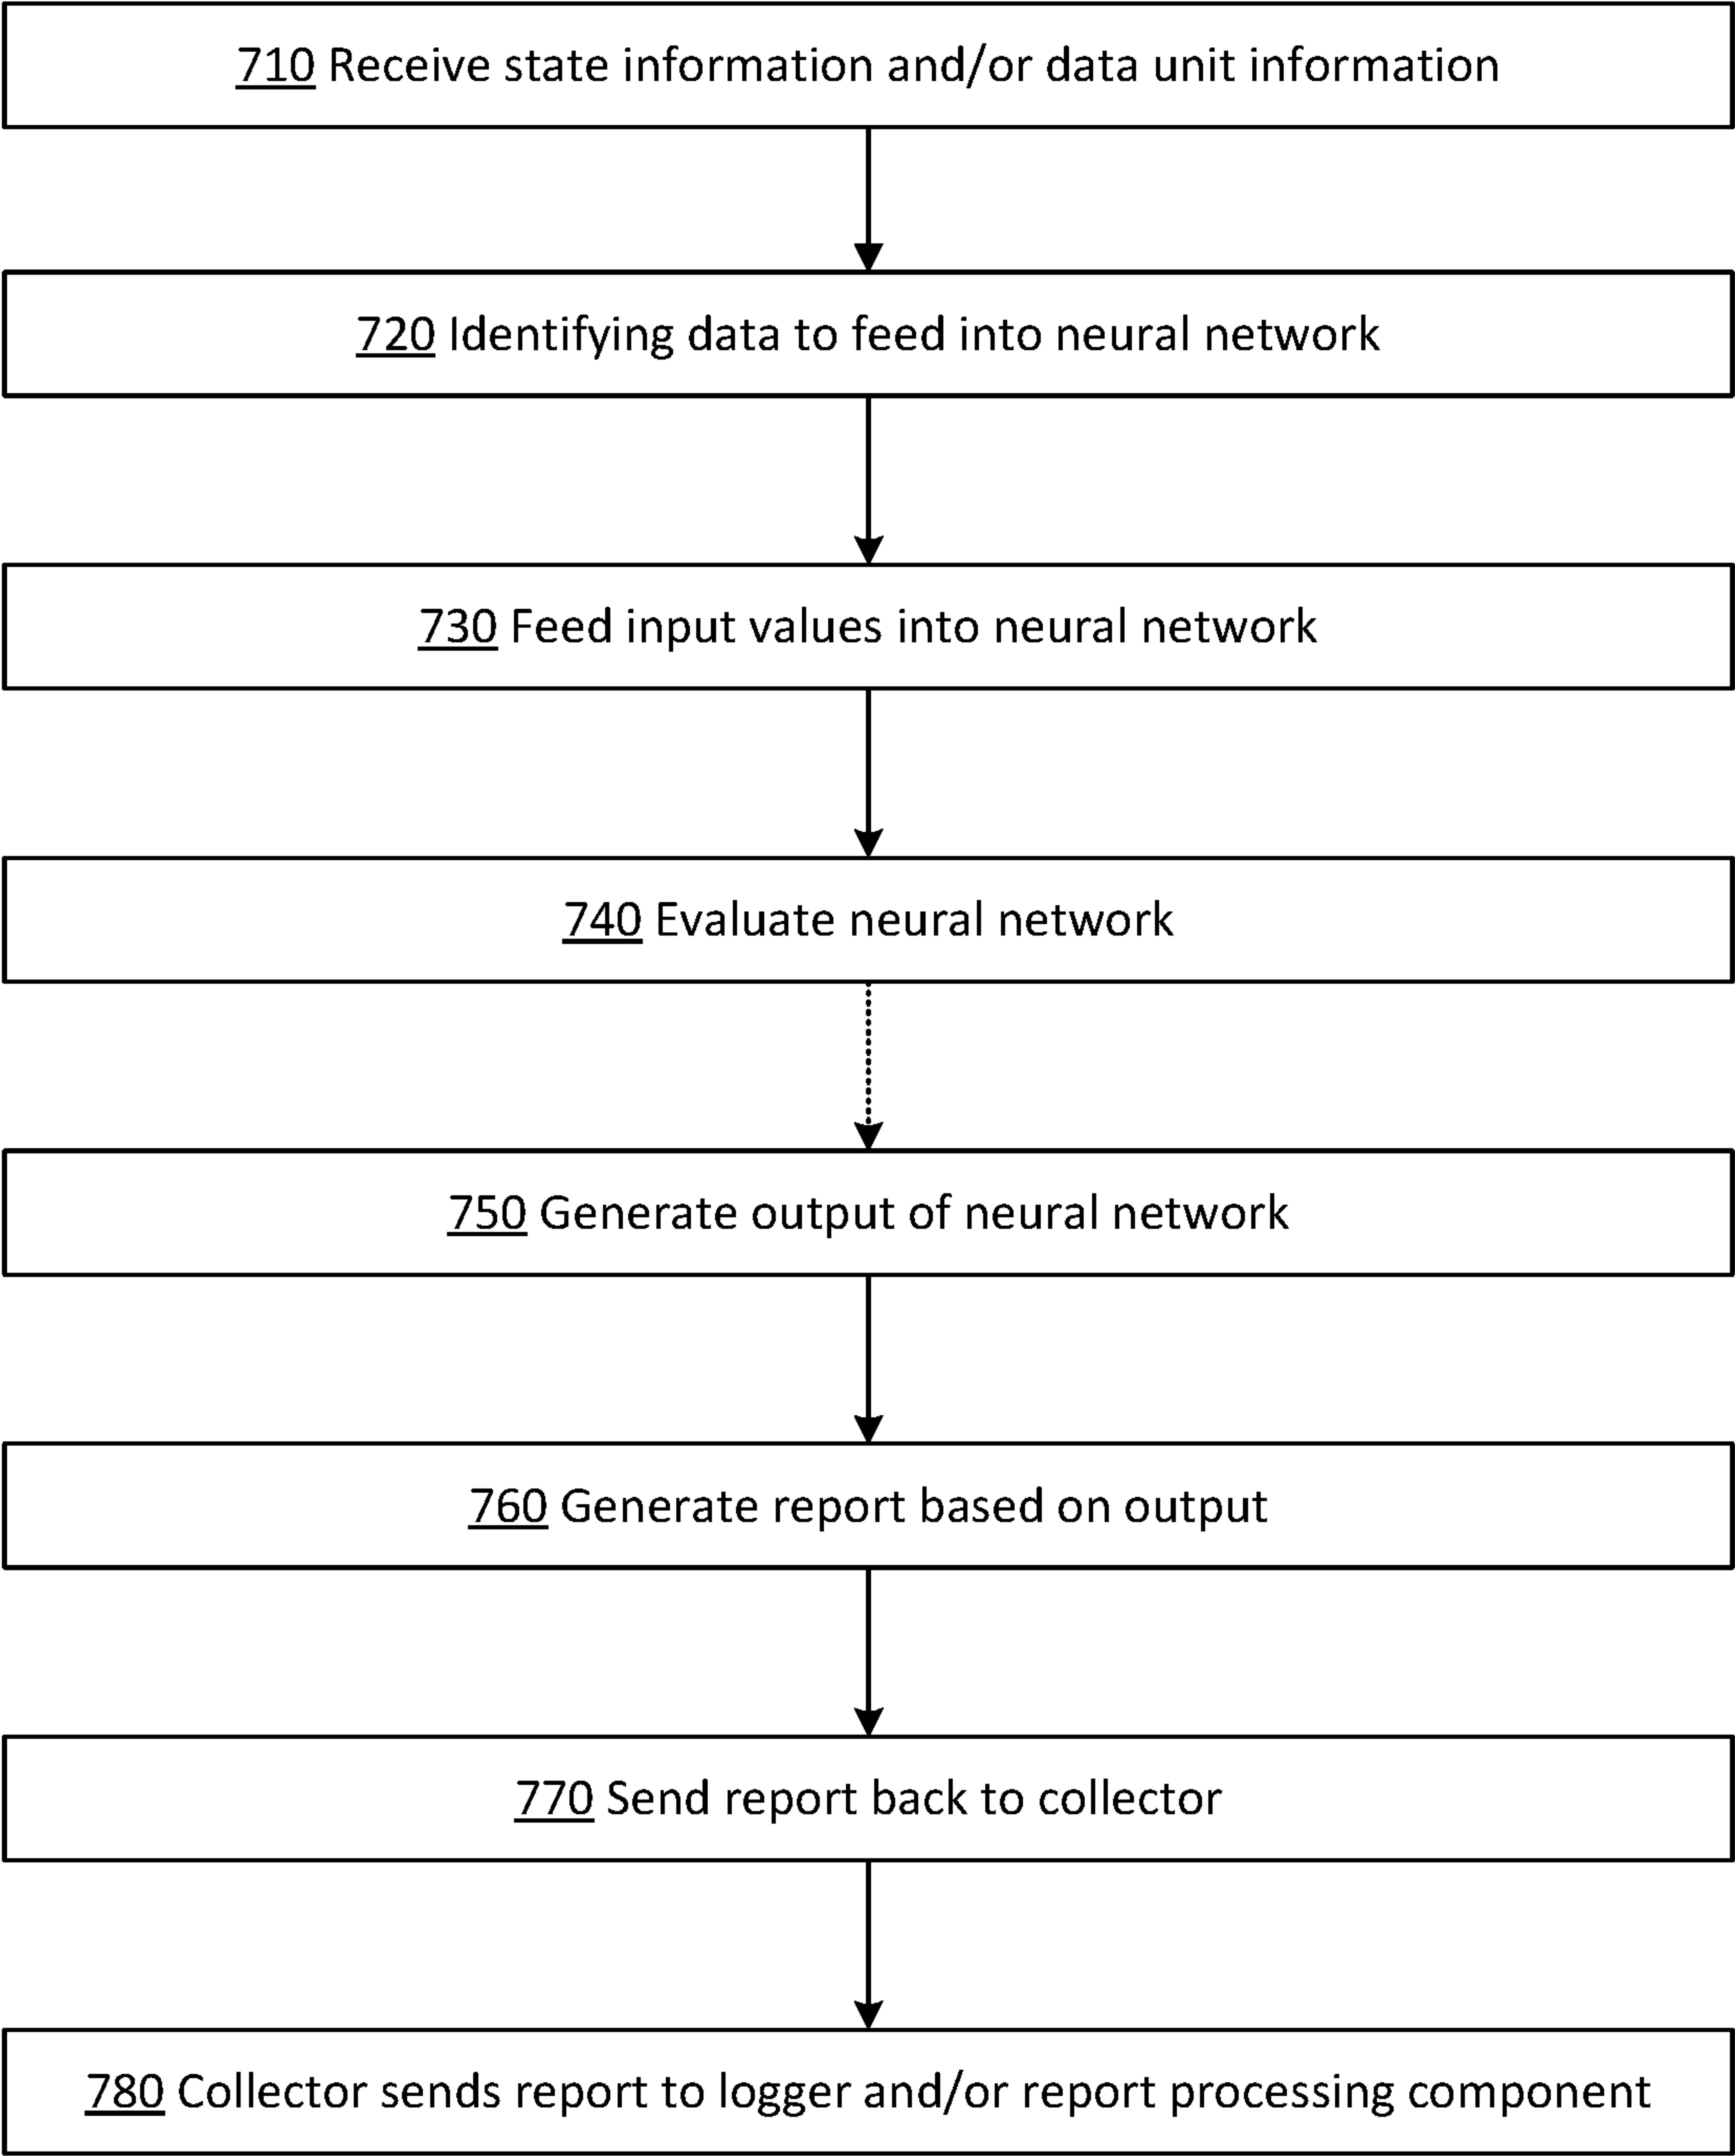 710 Receive state information and/or data unit information
720 Identifying data to feed into neural network
730 Feed input values into neural network
740 Evaluate neural network
750 Generate output of neural network
760 Generate report based on output
770 Send report back to collector
780 Collector sends report to logger and/or report processing component